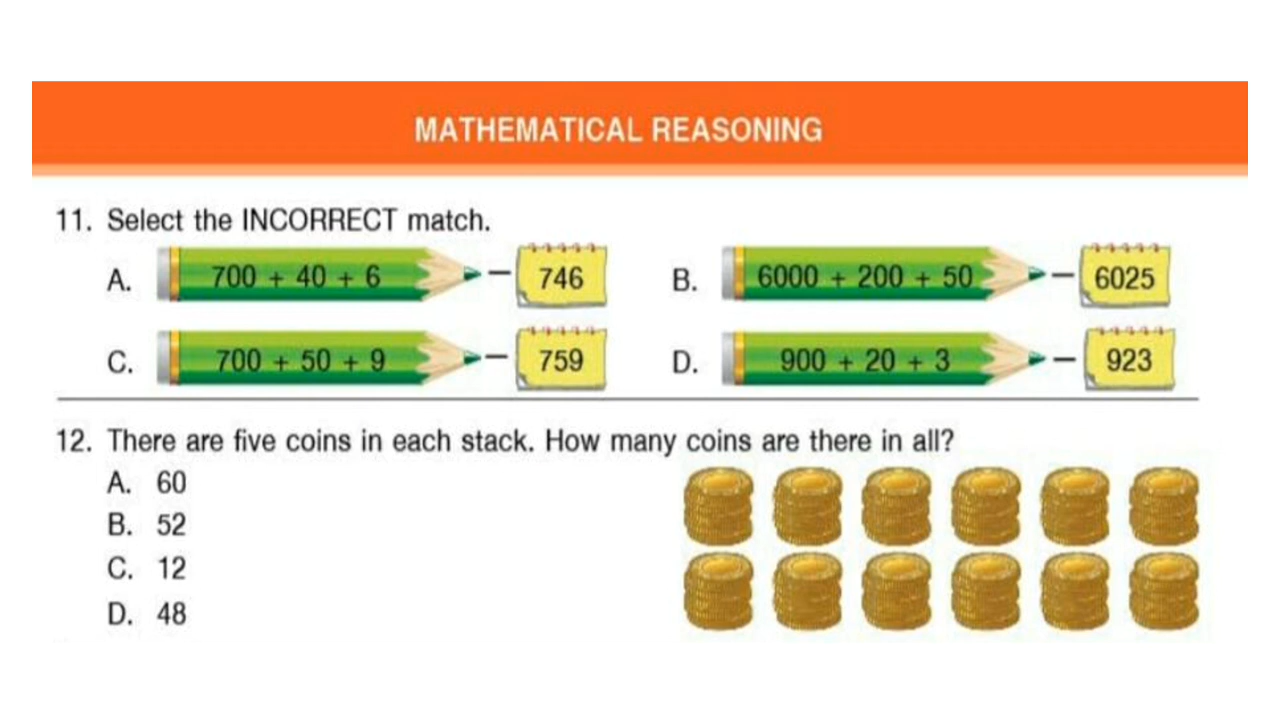 MATHEMATICAL REASONING
11. Select the INCORRECT match.
A. 700 + 40 + 6 – 746 B. 6000 + 200 + 50 – 6025
C. 700 + 50 + 9 – 759 D. 900 + 20 + 3 – 923
12. There are five coins in each stack. How many coins are there in all?
A. 60
B. 52
C. 12
D. 48